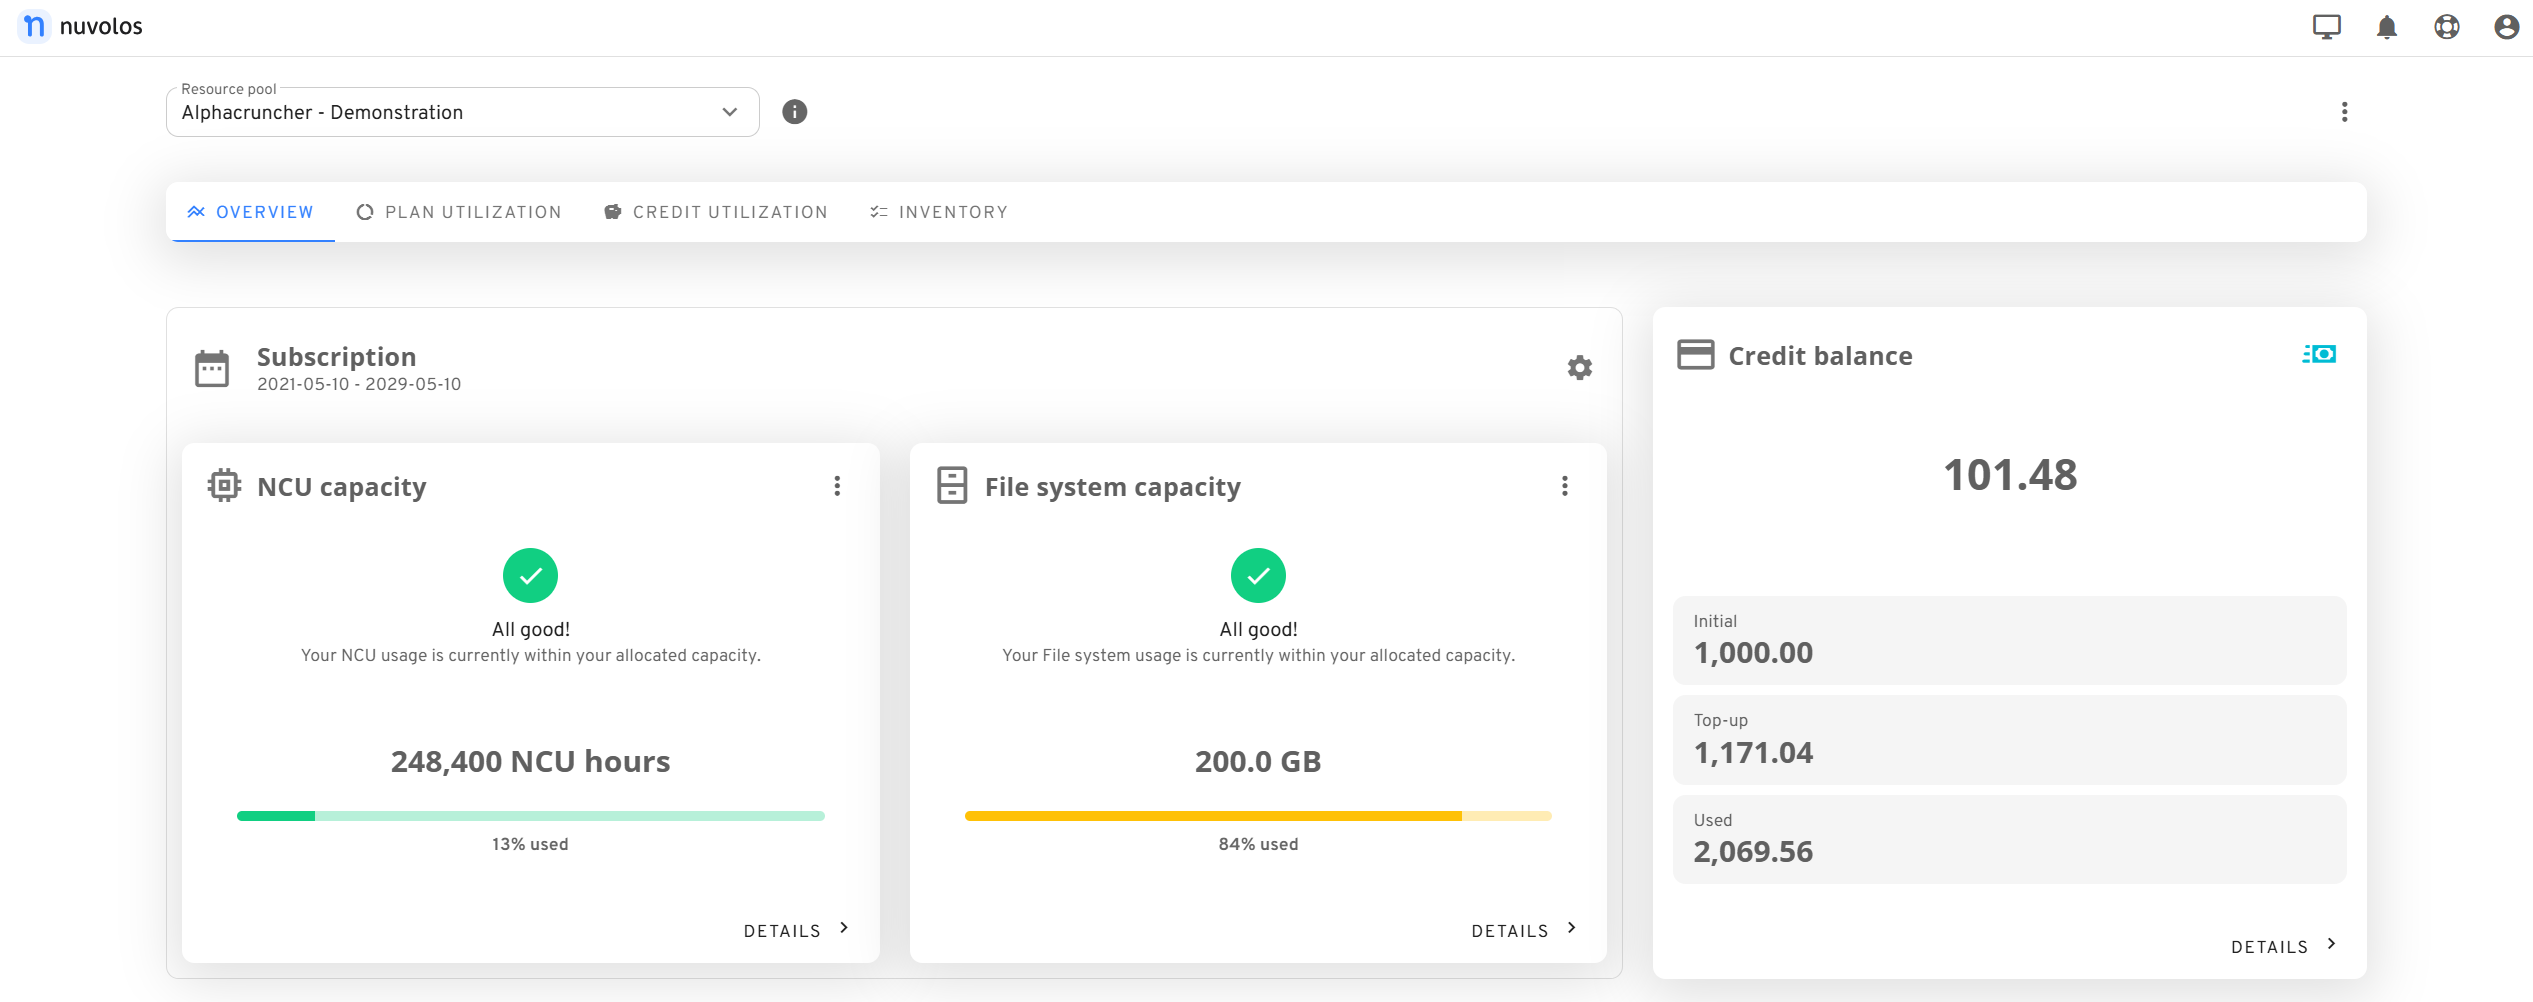 nuvolos
Resource pool
Alphacruncher - Demonstration
OVERVIEW
PLAN UTILIZATION
CREDIT UTILIZATION
INVENTORY
Subscription
2021-05-10 - 2029-05-10
NCU capacity
All good!
Your NCU usage is currently within your allocated capacity.
248,400 NCU hours
13% used
DETAILS
File system capacity
All good!
Your File system usage is currently within your allocated capacity.
200.0 GB
84% used
DETAILS
Credit balance
101.48
Initial
1,000.00
Top-up
1,171.04
Used
2,069.56
DETAILS